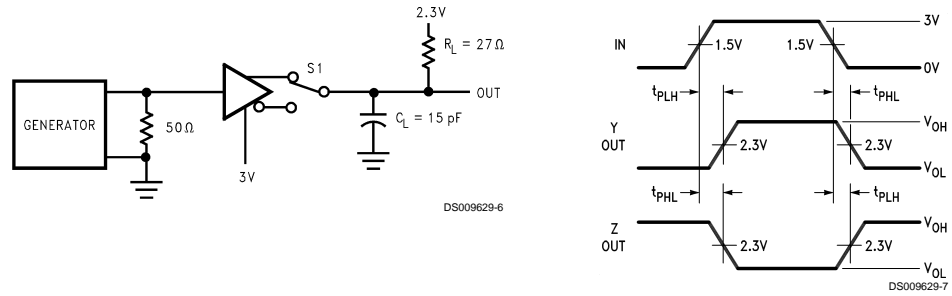 2.3V
R_L = 27Ω
S1
OUT
GENERATOR
50Ω
C_L = 15 pF
3V
DS009629-6
3V
IN
1.5V
1.5V
0V
t_PLH
t_PHL
V_OH
Y
OUT
2.3V
2.3V
V_OL
t_PHL
t_PLH
V_OH
Z
OUT
2.3V
2.3V
V_OL
DS009629-7